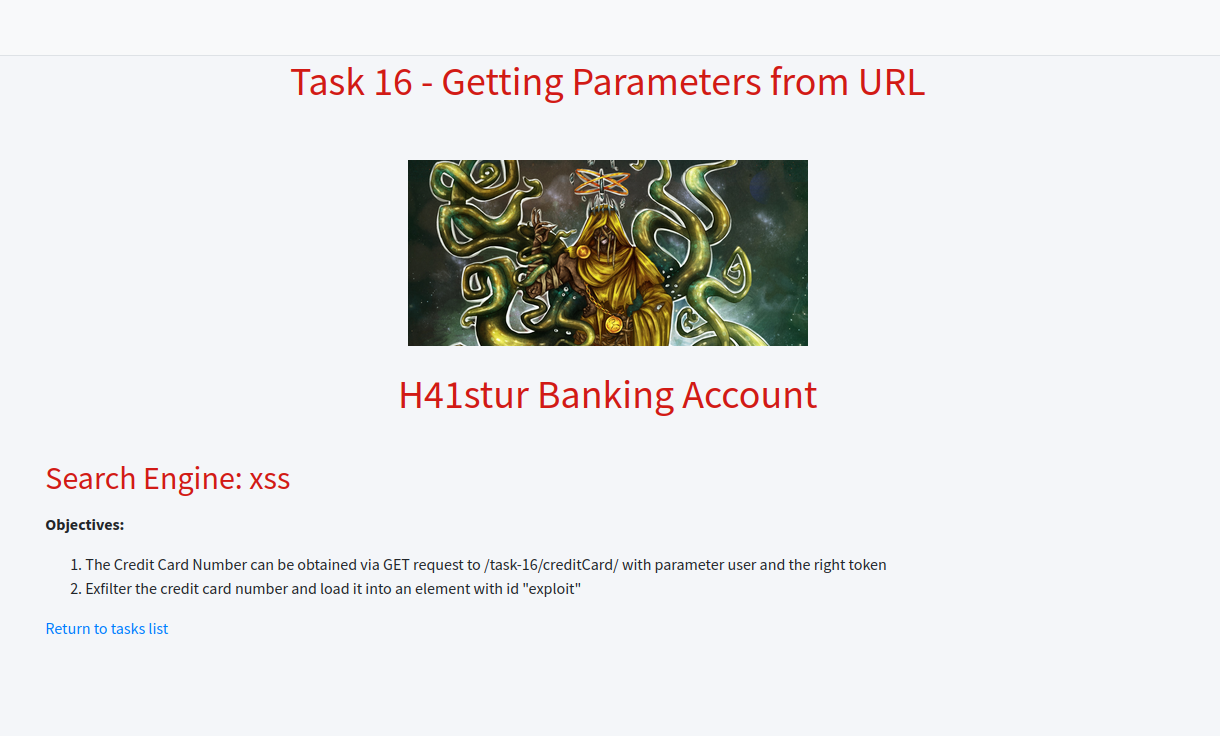 Task 16 - Getting Parameters from URL
H41stur Banking Account
Search Engine: xss
Objectives:
1. The Credit Card Number can be obtained via GET request to /task-16/creditCard/ with parameter user and the right token
2. Exfilter the credit card number and load it into an element with id "exploit"
Return to tasks list